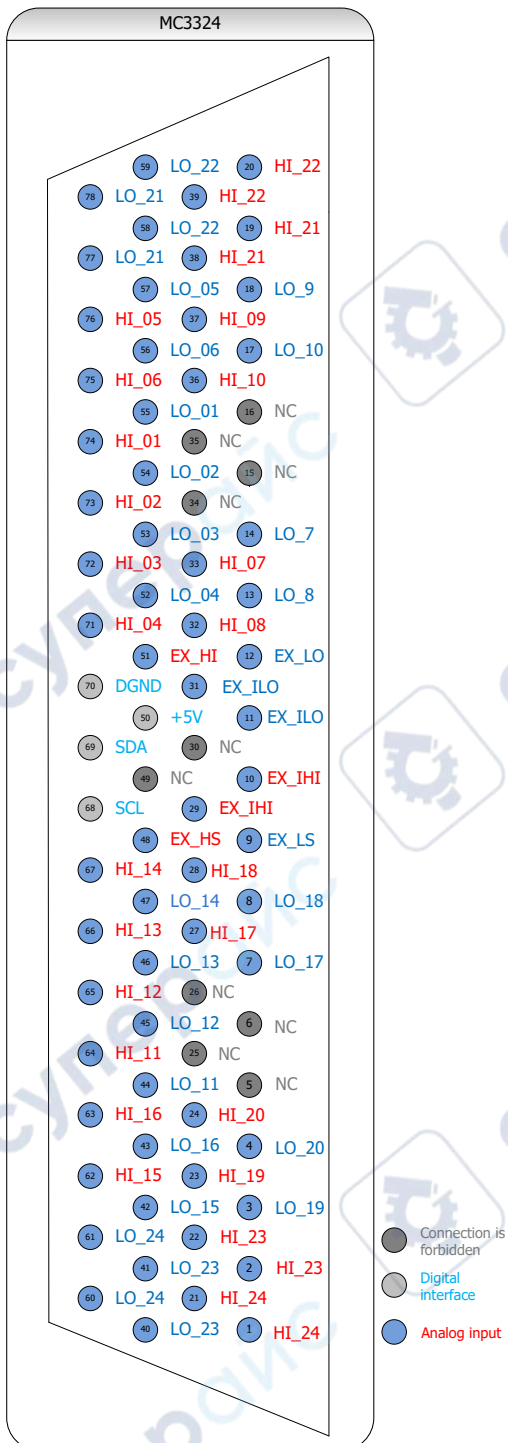 MC3324
59 LO_22 20 HI_22
78 LO_21 39 HI_22
58 LO_22 19 HI_21
77 LO_21 38 HI_21
57 LO_05 18 LO_9
76 HI_05 37 HI_09
56 LO_06 17 LO_10
75 HI_06 36 HI_10
55 LO_01 16 NC
74 HI_01 35 NC
54 LO_02 15 NC
73 HI_02 34 NC
53 LO_03 14 LO_7
72 HI_03 33 HI_07
52 LO_04 13 LO_8
71 HI_04 32 HI_08
51 EX_HI 12 EX_LO
70 DGND 31 EX_ILO
50 +5V 11 EX_ILO
69 SDA 30 NC
49 NC 10 EX_IHI
68 SCL 29 EX_IHI
48 EX_HS 9 EX_LS
67 HI_14 28 HI_18
47 LO_14 8 LO_18
66 HI_13 27 HI_17
46 LO_13 7 LO_17
65 HI_12 26 NC
45 LO_12 6 NC
64 HI_11 25 NC
44 LO_11 5 NC
63 HI_16 24 HI_20
43 LO_16 4 LO_20
62 HI_15 23 HI_19
42 LO_15 3 LO_19
61 LO_24 22 HI_23
41 LO_23 2 HI_23
60 LO_24 21 HI_24
40 LO_23 1 HI_24
Connection is
forbidden
Digital
interface
Analog input
суперайс
суперайс